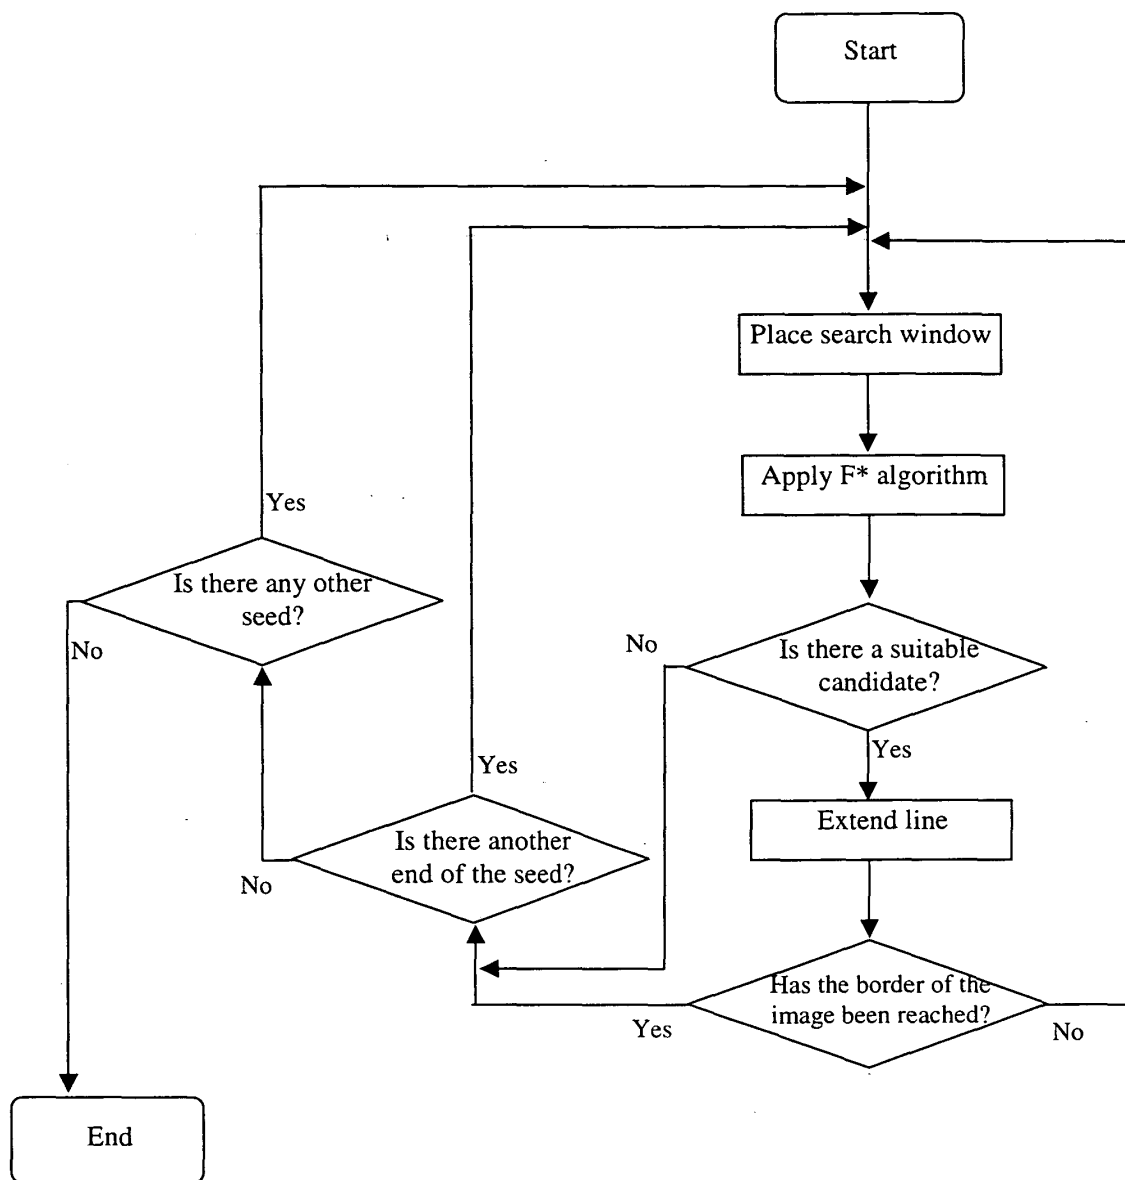 Start
Place search window
Apply F* algorithm
Yes
Is there any other
seed?
No
No
Is there a suitable
candidate?
Yes
Yes
Extend line
Is there another
end of the seed?
No
Has the border of the
image been reached?
Yes
No
End